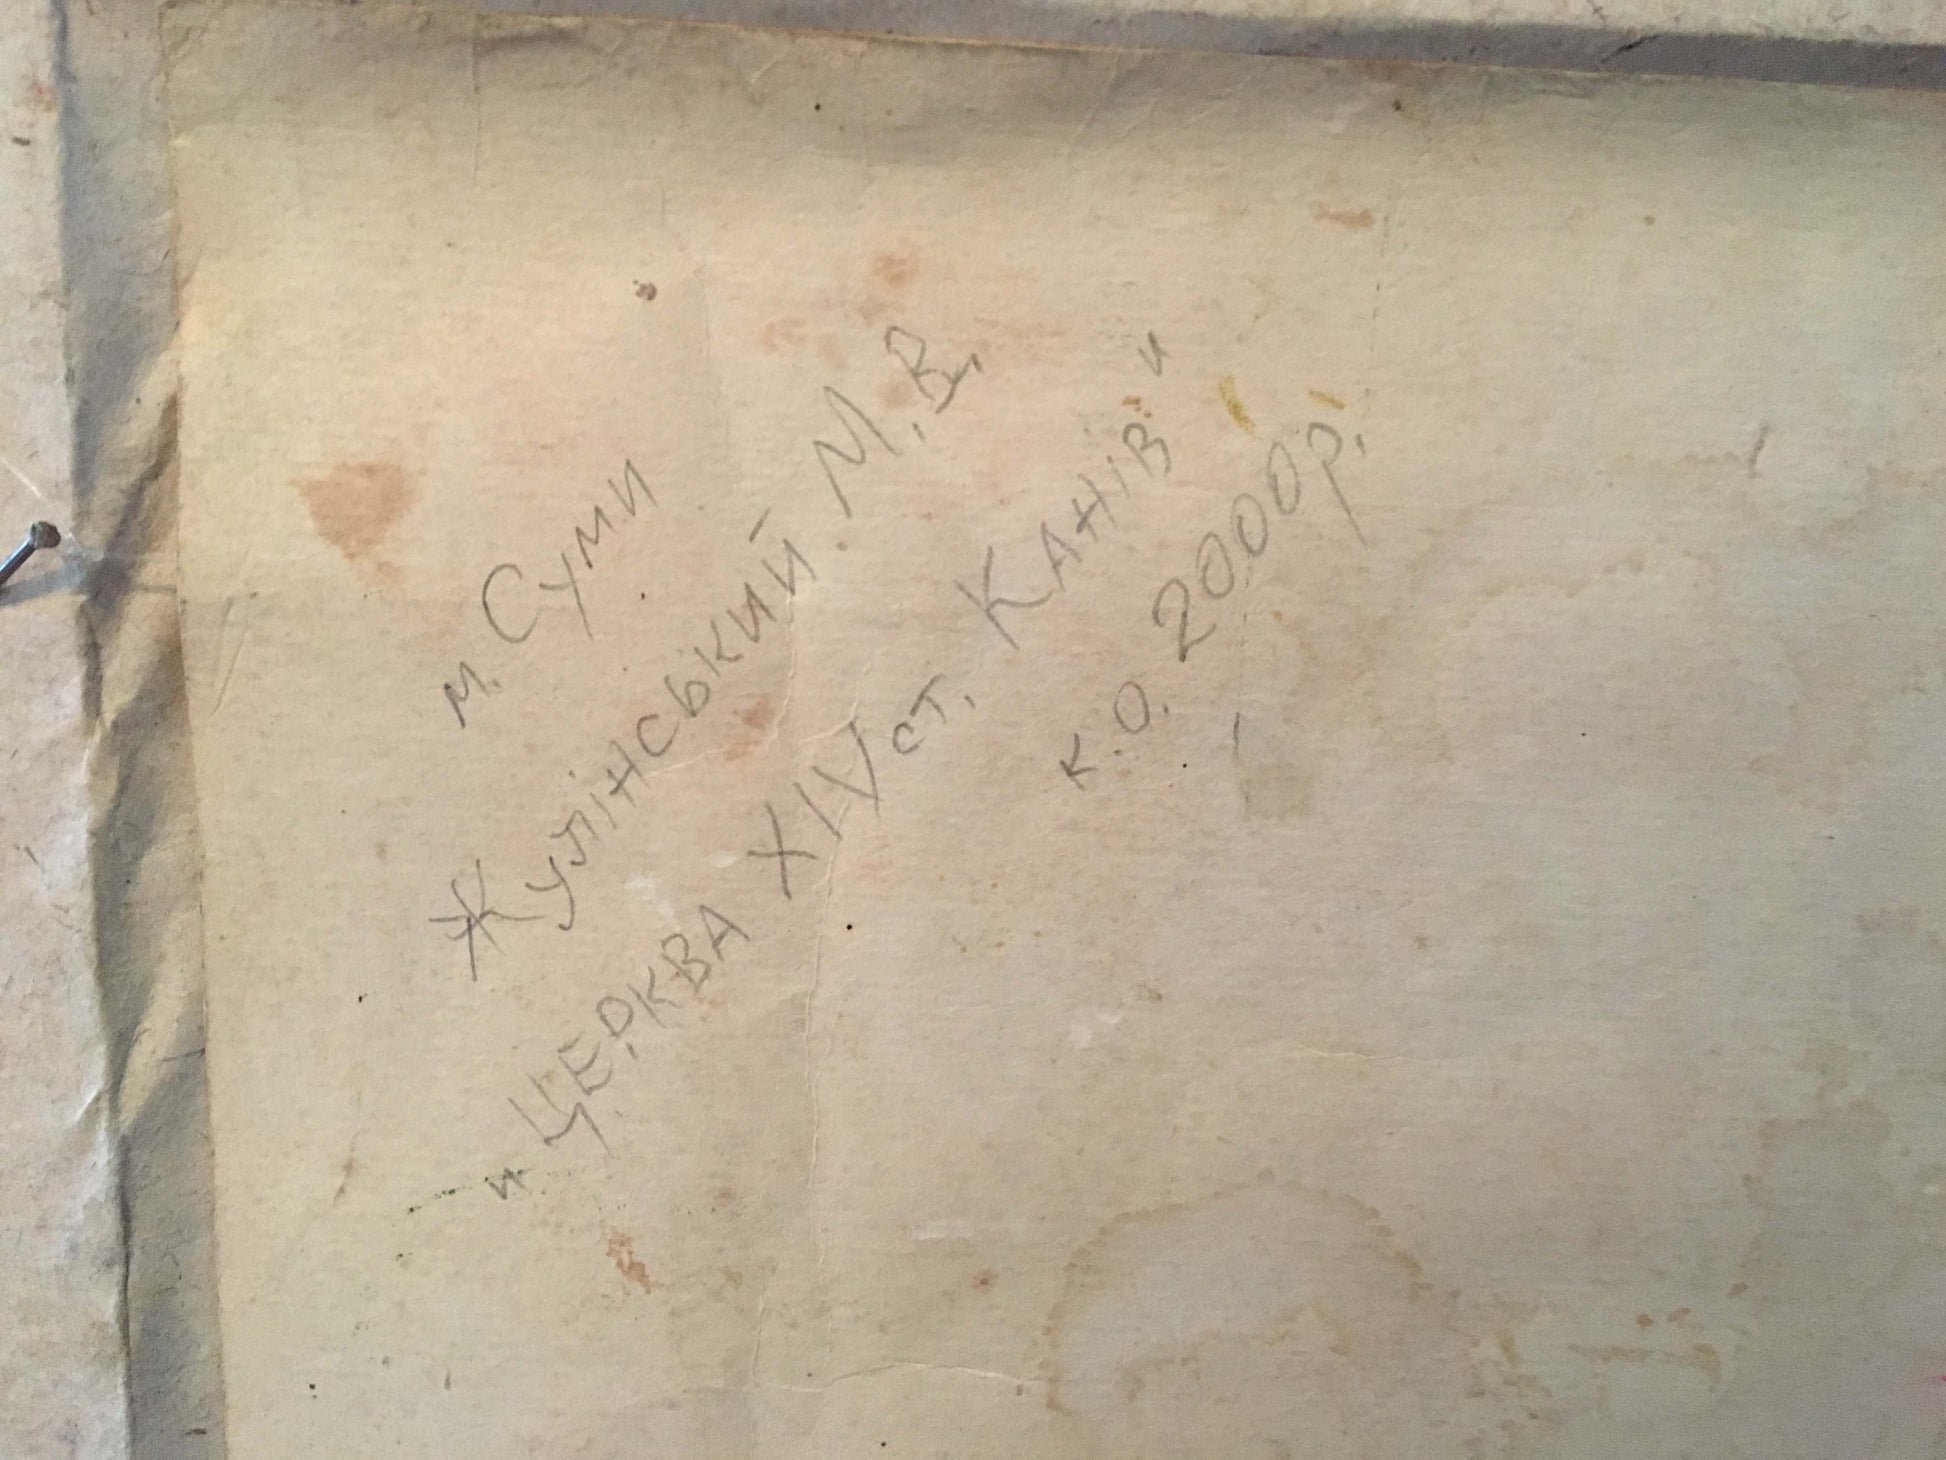 м. Суми
Жулінський М.В.
"ЦЕРКВА XIV ст. КАНІВ"
к.о. 2000р.